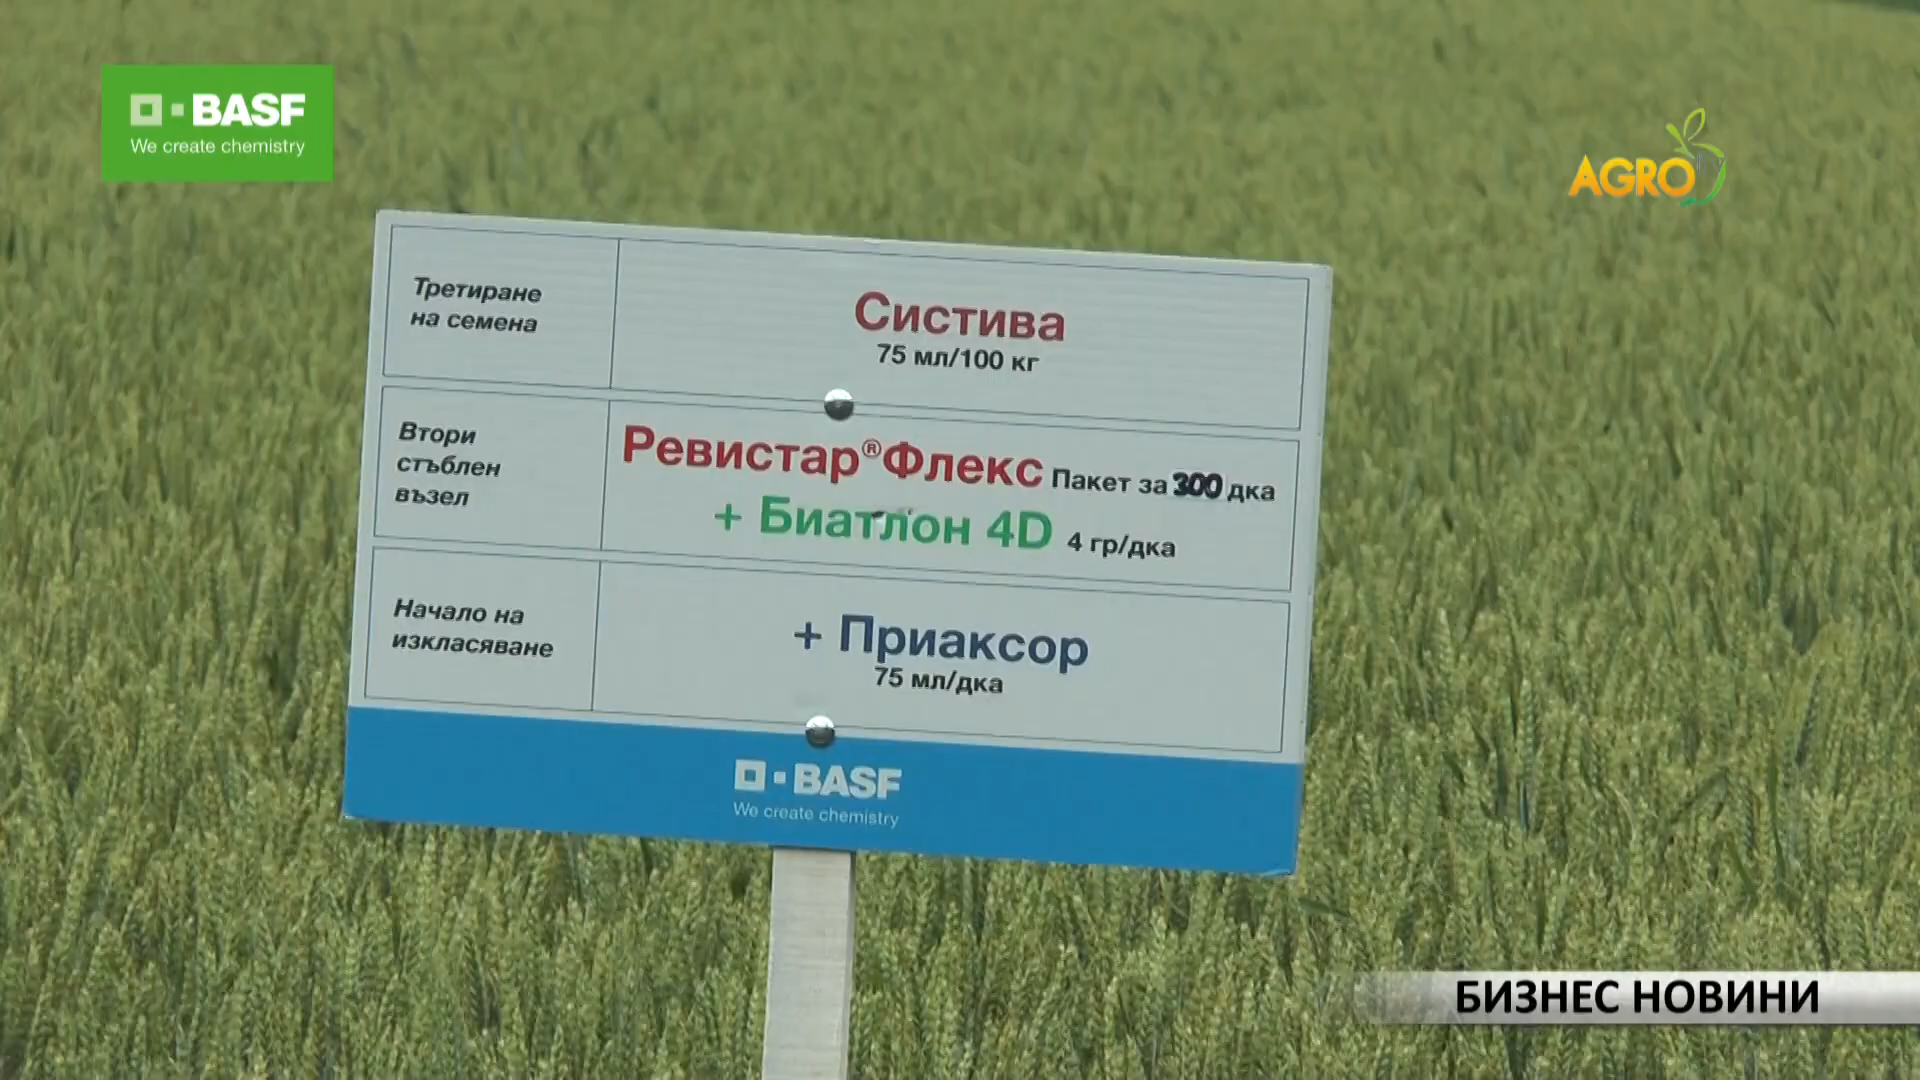 BASF
We create chemistry
AGRO
Третиране
на семена
Систива
75 мл/100 кг
Втори
стъблен
възел
Ревистар®Флекс Пакет за 300 дка
+ Биатлон 4D 4 гр/дка
Начало на
изкласяване
+ Приаксор
75 мл/дка
BASF
We create chemistry
БИЗНЕС НОВИНИ